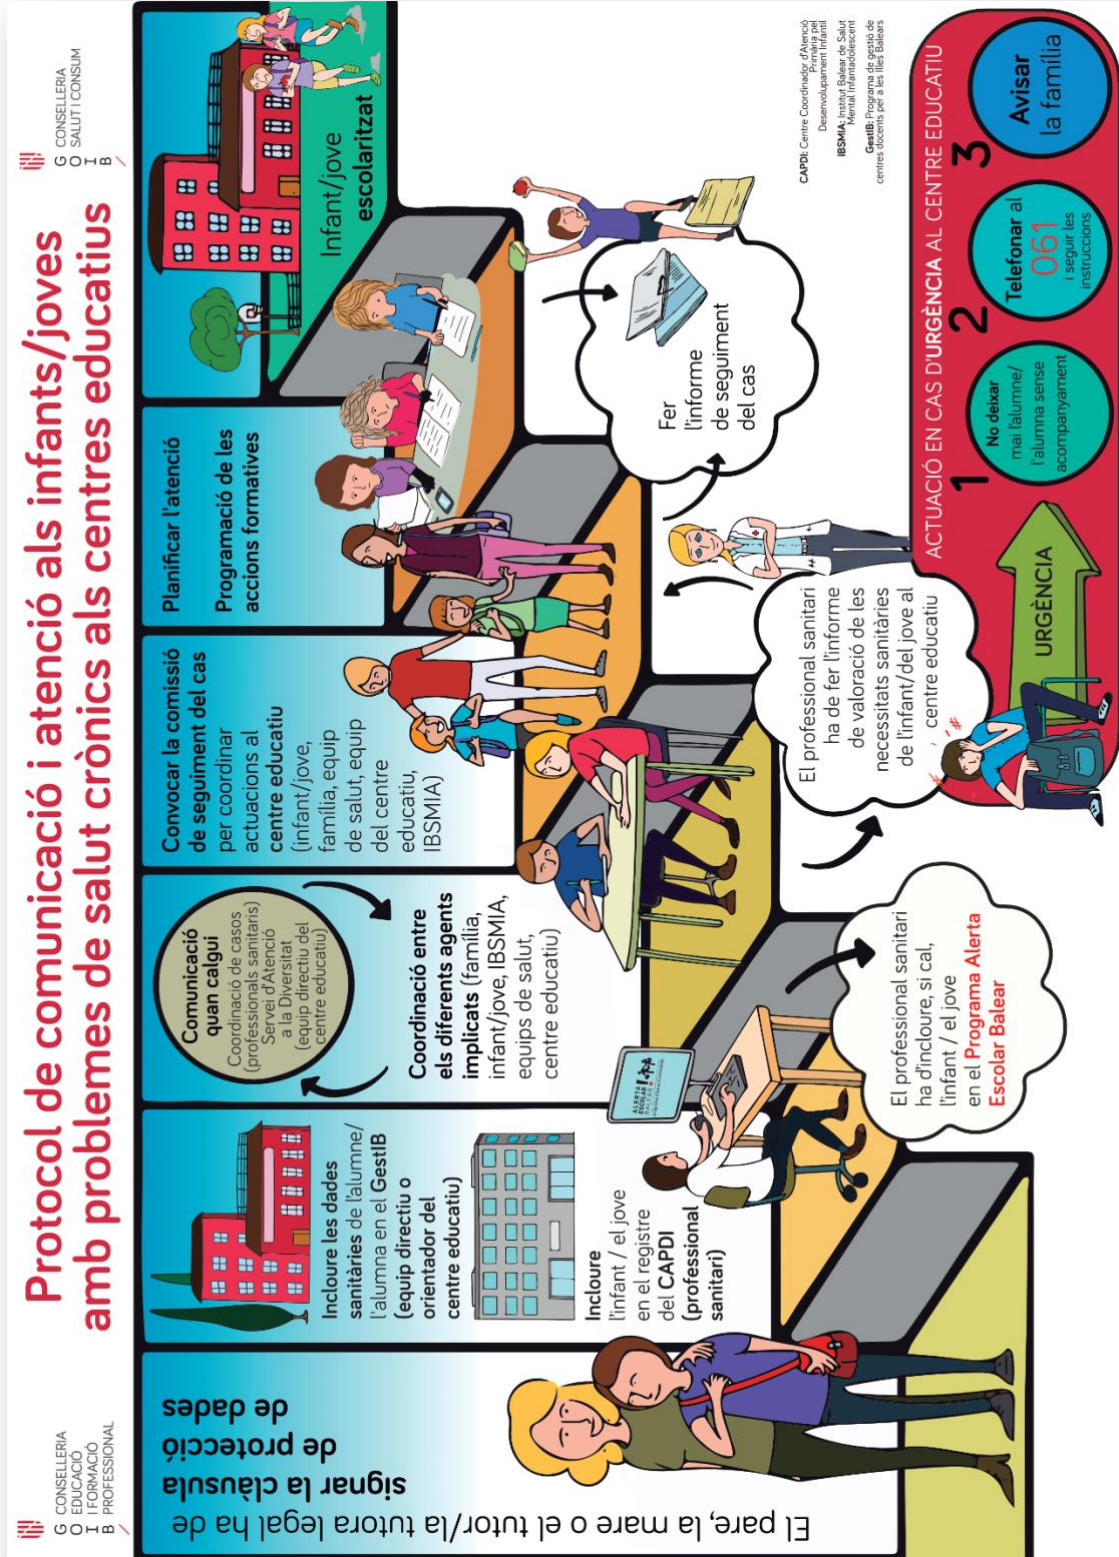 G CONSELLERIA
O EDUCACIÓ
I I FORMACIÓ
B PROFESSIONAL
/
Protocol de comunicació i atenció als infants/joves
amb problemes de salut crònics als centres educatius
G CONSELLERIA
O SALUT I CONSUM
I
B
/
El pare, la mare o el tutor/la tutora legal ha de
signar la clàusula
de protecció
de dades
Incloure les dades
sanitàries de l'alumne/
l'alumna en el GestIB
(equip directiu o
orientador del
centre educatiu)
Incloure
l'infant / el jove
en el registre
del CAPDI
(professional
sanitari)
ALERTA
ESCOLAR
BALEAR
El professional sanitari
ha d'incloure, si cal,
l'infant / el jove
en el Programa Alerta
Escolar Balear
Comunicació
quan calgui
Coordinació de casos
(professionals sanitaris)
Servei d'Atenció
a la Diversitat
(equip directiu del
centre educatiu)
Coordinació entre
els diferents agents
implicats (família,
infant/jove, IBSMIA,
equips de salut,
centre educatiu)
El professional sanitari
ha de fer l'informe
de valoració de les
necessitats sanitàries
de l'infant/del jove al
centre educatiu
Convocar la comissió
de seguiment del cas
per coordinar
actuacions al
centre educatiu
(infant/jove,
família, equip
de salut, equip
del centre
educatiu,
IBSMIA)
Planificar l'atenció
Programació de les
accions formatives
Fer
l'informe
de seguiment
del cas
Infant/jove
escolaritzat
CAPDI: Centre Coordinador d'Atenció
Primària pel
Desenvolupament Infantil
IBSMIA: Institut Balear de Salut
Mental Infantadolescent
GestIB: Programa de gestió de
centres docents per a les Illes Balears
ACTUACIÓ EN CAS D'URGÈNCIA AL CENTRE EDUCATIU
URGÈNCIA
1
No deixar
mai l'alumne/
l'alumna sense
acompanyament
2
Telefonar al
061
i seguir les
instruccions
3
Avisar
la família